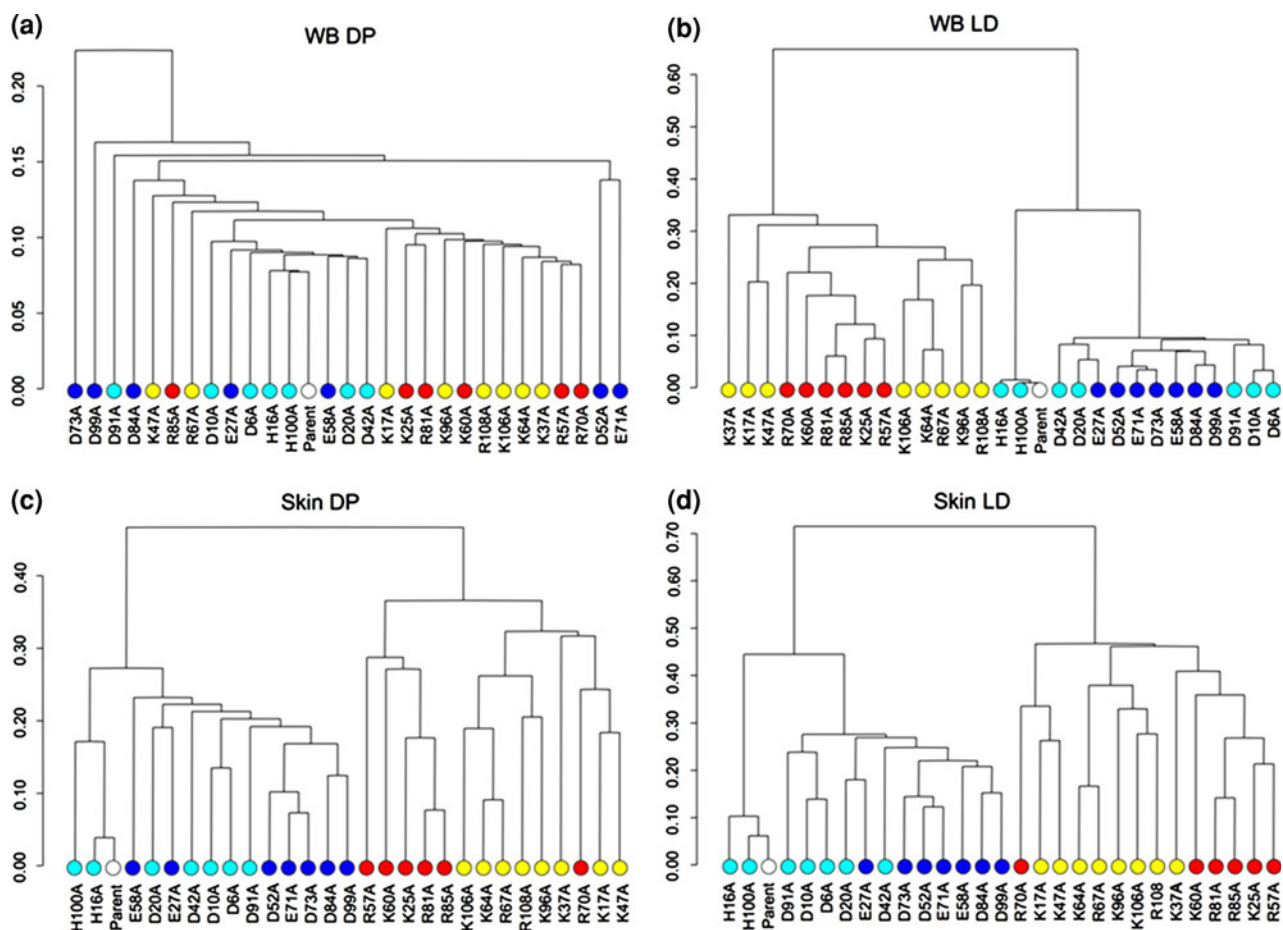 (a)
WB DP
0.20
0.15
0.10
0.05
0.00
D73A D99A D91A D84A K47A R85A R67A D10A E27A D6A H16A H100A Parent E58A D20A D42A K17A K25A R81A K96A K60A R108A K106A K64A K37A R57A R70A D52A E71A
(b)
WB LD
0.60
0.50
0.40
0.30
0.20
0.10
0.00
K37A K17A K47A R70A K60A R81A R85A K25A R57A K106A K64A R67A K96A R108A H16A H100A Parent D42A D20A E27A D52A E71A D73A E58A D84A D99A D91A D10A D6A
(c)
Skin DP
0.40
0.30
0.20
0.10
0.00
H100A H16A Parent E58A D20A E27A D42A D10A D6A D91A D52A E71A D73A D84A D99A R57A K60A K25A R81A R85A K106A K64A R67A R108A K96A K37A R70A K17A K47A
(d)
Skin LD
0.70
0.60
0.50
0.40
0.30
0.20
0.10
0.00
H16A H100A Parent D91A D10A D6A D20A E27A D42A D73A D52A E71A E58A D84A D99A R70A K17A K47A K64A R67A K96A K106A R108 K37A K60A R81A R85A K25A R57A